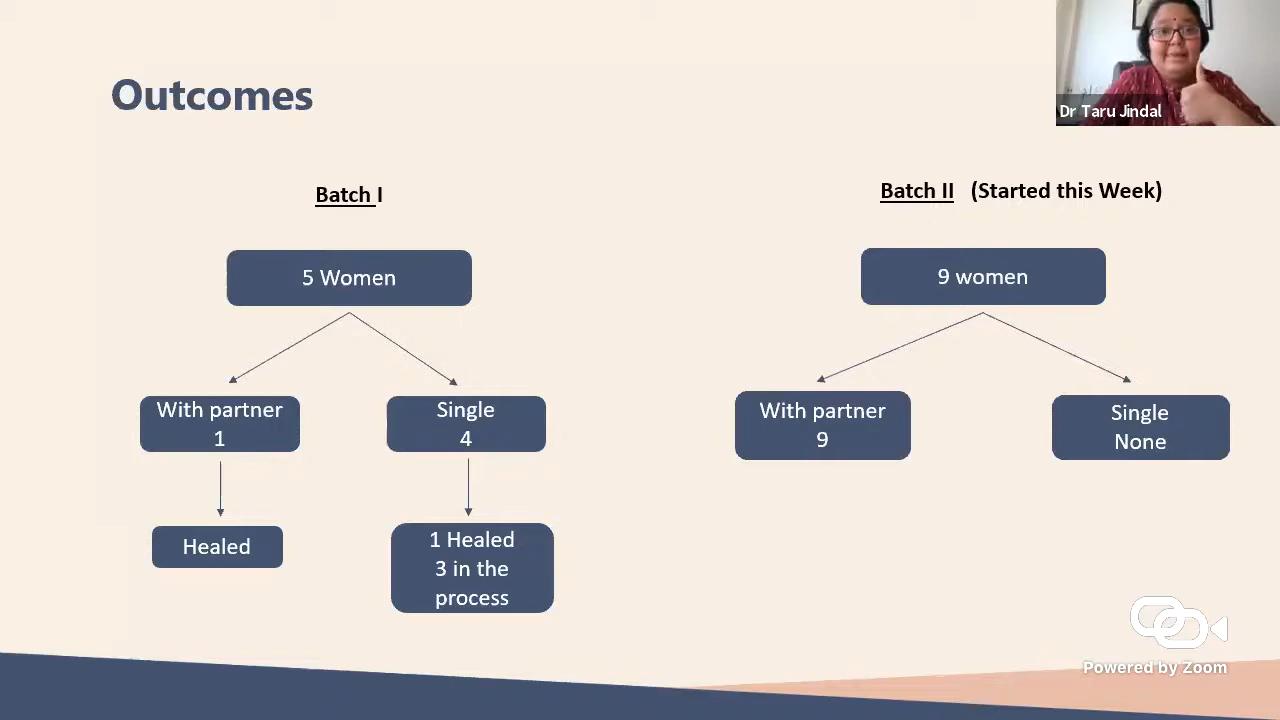 Dr Taru Jindal
Outcomes
Batch I
5 Women
With partner
1
Single
4
Healed
1 Healed
3 in the
process
Batch II (Started this Week)
9 women
With partner
9
Single
None
Powered by Zoom